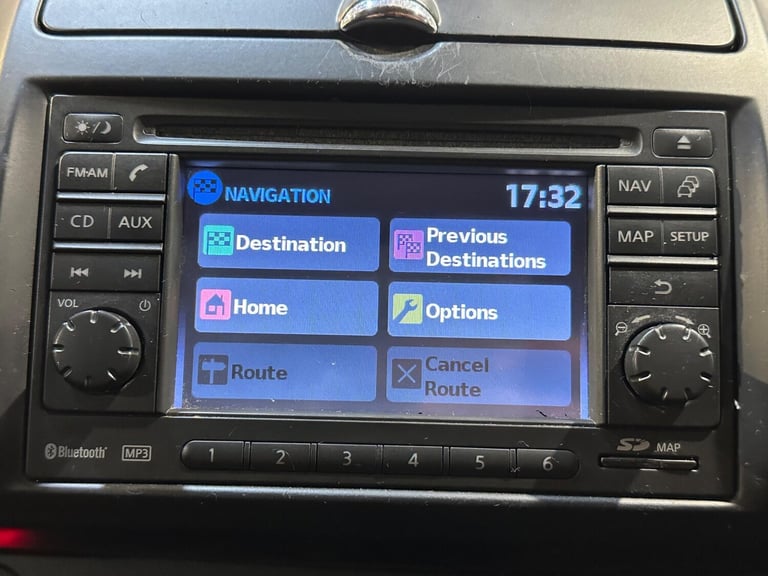 FM·AM
CD AUX
VOL
NAVIGATION 17:32
Destination
Previous
Destinations
Home
Options
Route
Cancel
Route
NAV
MAP SETUP
Bluetooth MP3
1 2 3 4 5 6
SD MAP